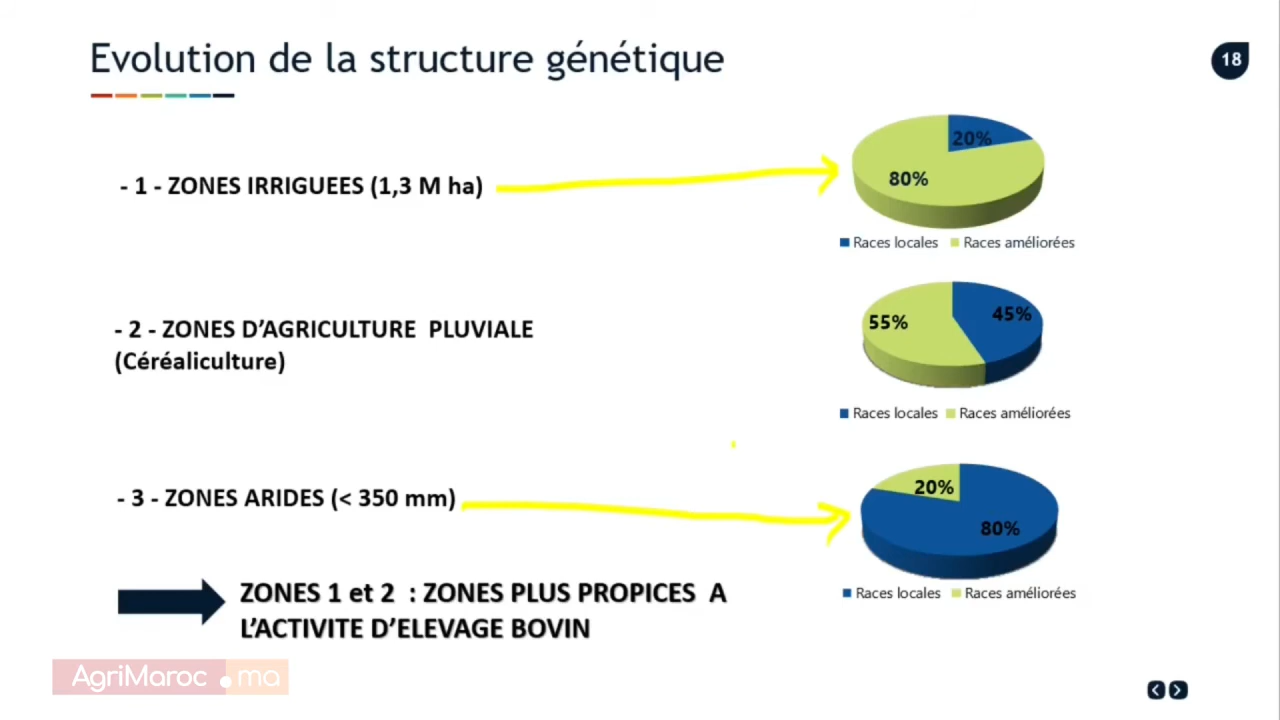 Evolution de la structure génétique
18
- 1 - ZONES IRRIGUEES (1,3 M ha)
20%
80%
Races locales Races améliorées
- 2 - ZONES D’AGRICULTURE PLUVIALE
(Céréaliculture)
55%
45%
Races locales Races améliorées
- 3 - ZONES ARIDES (< 350 mm)
20%
80%
Races locales Races améliorées
ZONES 1 et 2 : ZONES PLUS PROPICES A
L’ACTIVITE D’ELEVAGE BOVIN
AgriMaroc.ma